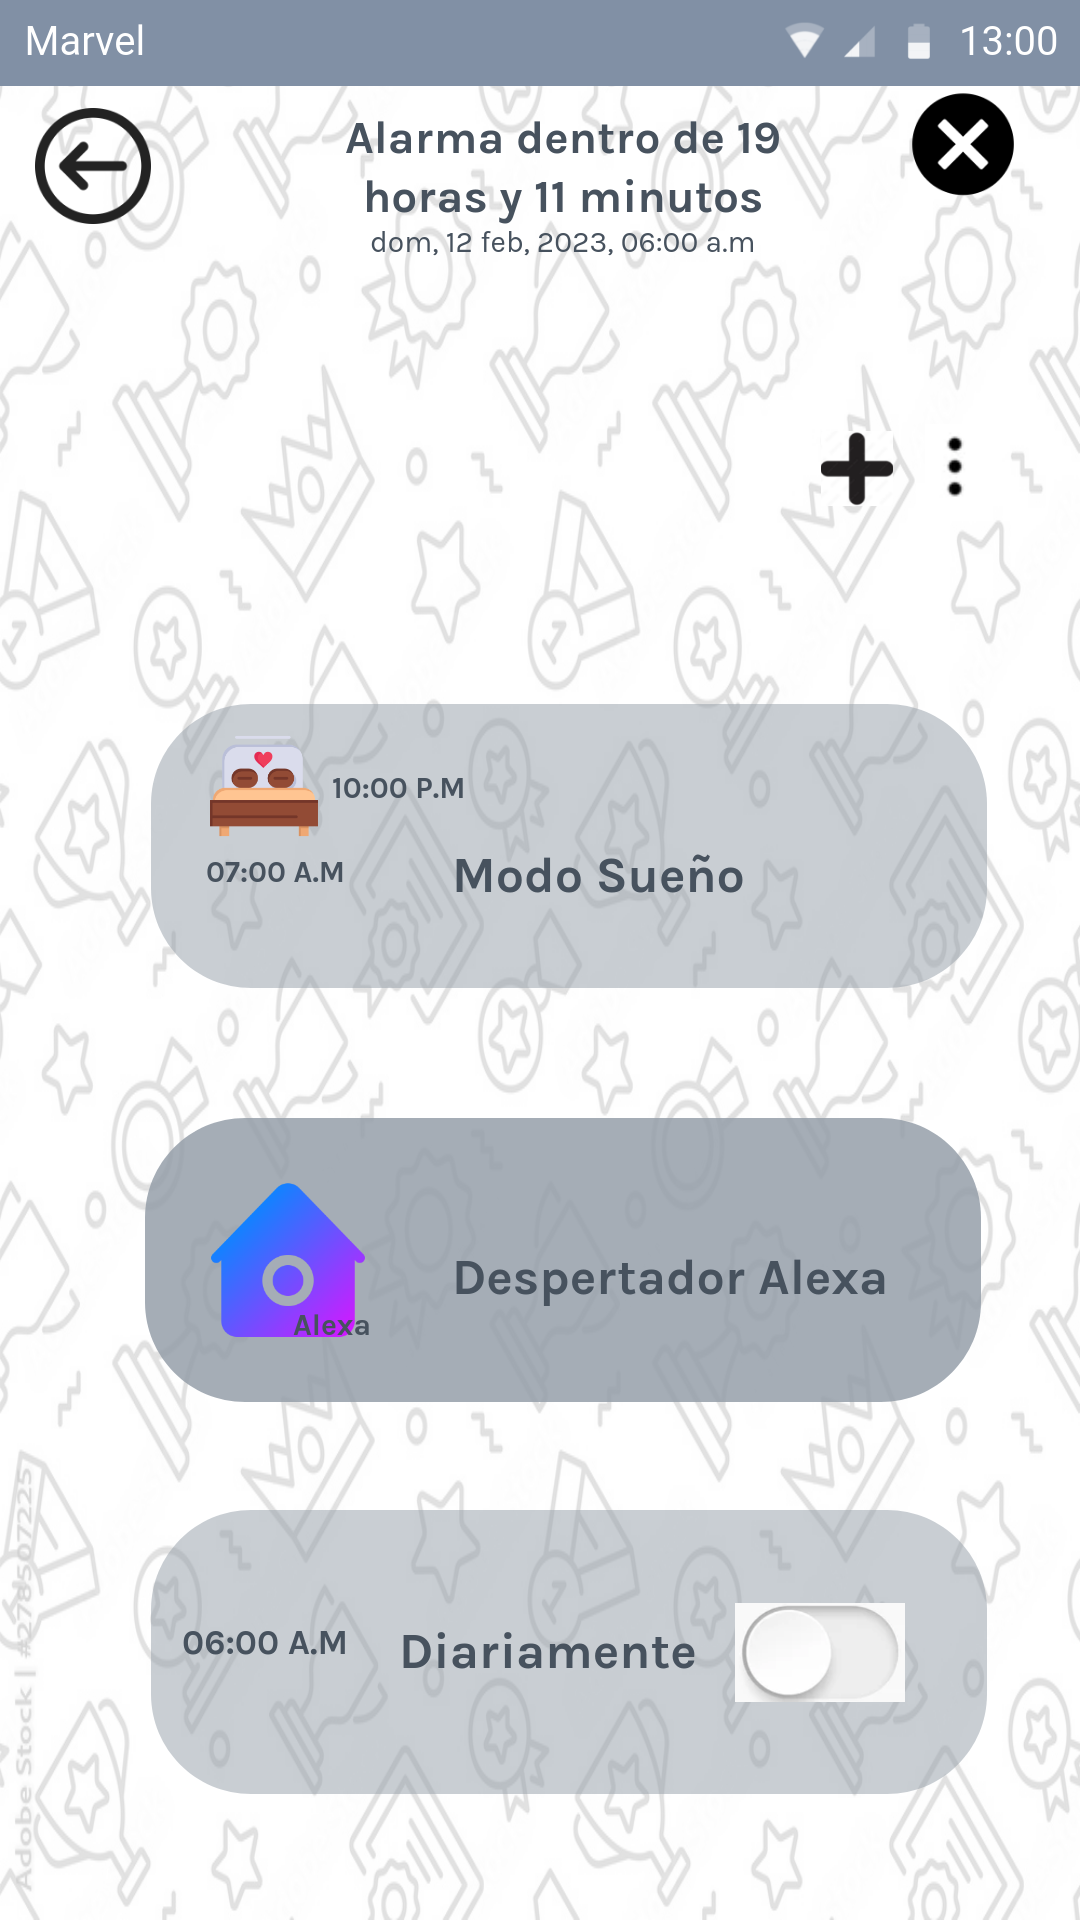 Marvel
13:00
Alarma dentro de 19
horas y 11 minutos
dom, 12 feb, 2023, 06:00 a.m
10:00 P.M
07:00 A.M
Modo Sueño
Despertador Alexa
Alexa
06:00 A.M
Diariamente
Adobe Stock | #278507225